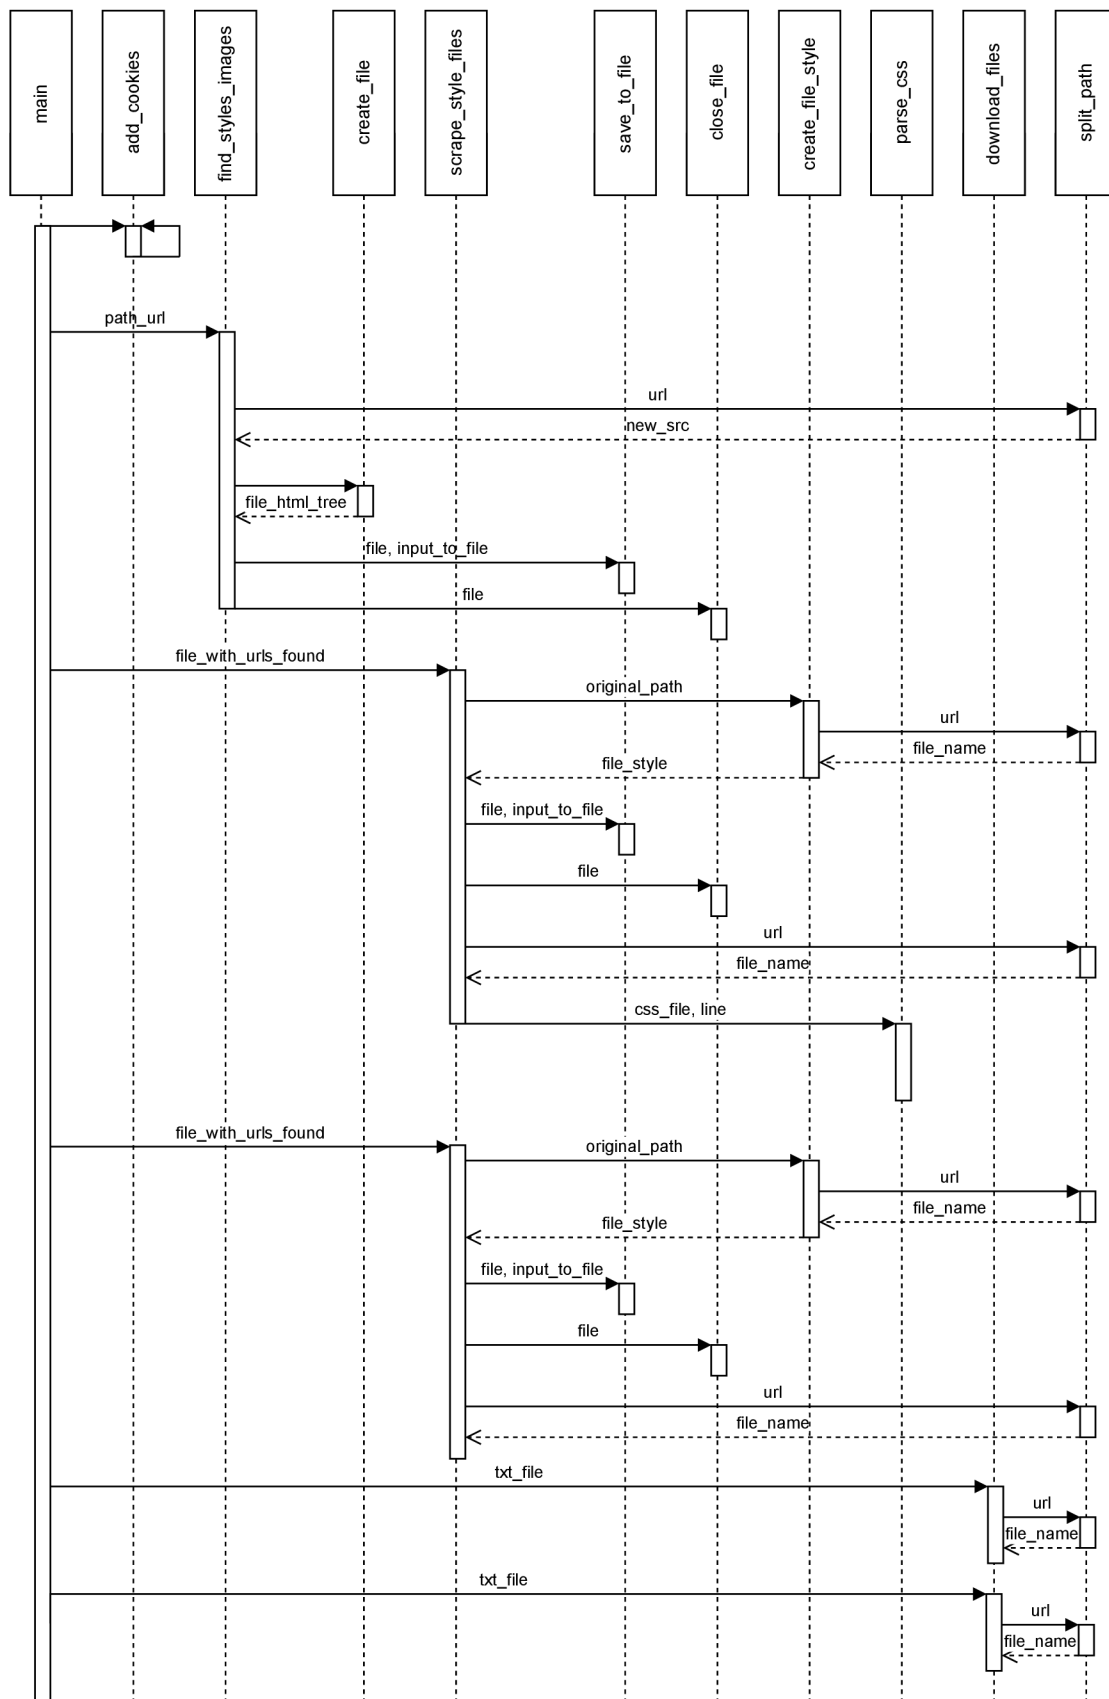 main
add_cookies
find_styles_images
create_file
scrape_style_files
save_to_file
close_file
create_file_style
parse_css
download_files
split_path
path_url
url
new_src
file_html_tree
file, input_to_file
file
file_with_urls_found
original_path
url
file_name
file_style
file, input_to_file
file
url
file_name
css_file, line
file_with_urls_found
original_path
url
file_name
file_style
file, input_to_file
file
url
file_name
txt_file
url
file_name
txt_file
url
file_name